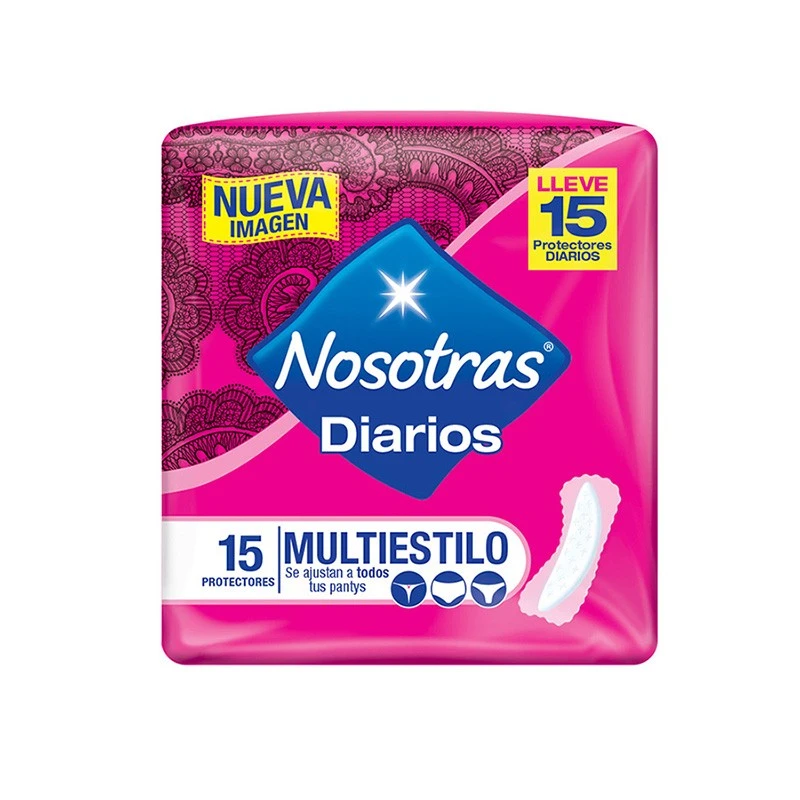 NUEVA
IMAGEN
LLEVE
15
Protectores
DIARIOS
Nosotras®
Diarios
15
PROTECTORES
MULTIESTILO
Se ajustan a todos
tus pantys